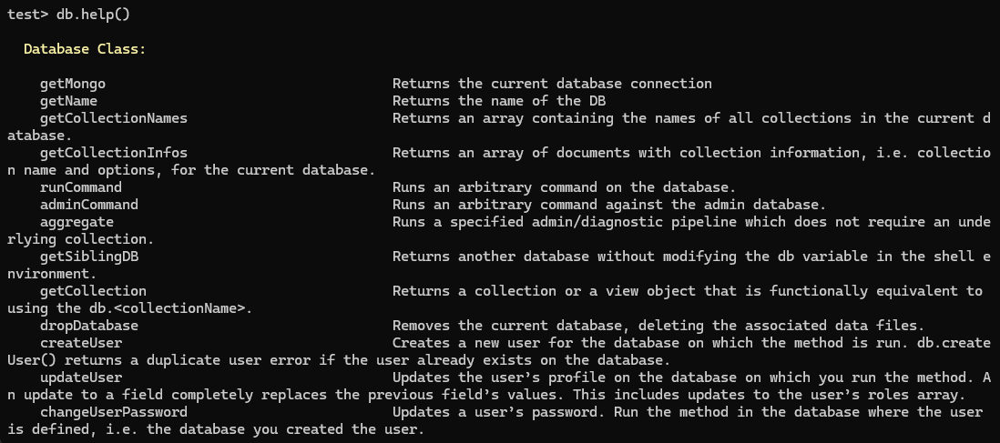 test> db.help()
Database Class:
getMongo Returns the current database connection
getName Returns the name of the DB
getCollectionNames Returns an array containing the names of all collections in the current d
atabase.
getCollectionInfos Returns an array of documents with collection information, i.e. collectio
n name and options, for the current database.
runCommand Runs an arbitrary command on the database.
adminCommand Runs an arbitrary command against the admin database.
aggregate Runs a specified admin/diagnostic pipeline which does not require an unde
rlying collection.
getSiblingDB Returns another database without modifying the db variable in the shell e
nvironment.
getCollection Returns a collection or a view object that is functionally equivalent to
using the db.<collectionName>.
dropDatabase Removes the current database, deleting the associated data files.
createUser Creates a new user for the database on which the method is run. db.create
User() returns a duplicate user error if the user already exists on the database.
updateUser Updates the user’s profile on the database on which you run the method. A
n update to a field completely replaces the previous field’s values. This includes updates to the user’s roles array.
changeUserPassword Updates a user’s password. Run the method in the database where the user
is defined, i.e. the database you created the user.